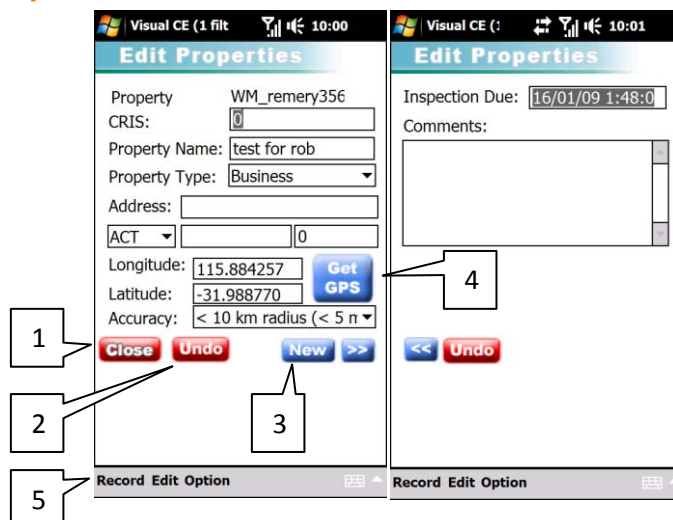 Visual CE (1 filt 10:00
Edit Properties
Property WM_remery356
CRIS: 0
Property Name: test for rob
Property Type: Business
Address:
ACT 0
Longitude: 115.884257
Get GPS
Latitude: -31.988770
Accuracy: < 10 km radius (< 5 n
Close Undo New >>
Record Edit Option
Visual CE (: 10:01
Edit Properties
Inspection Due: 16/01/09 1:48:0
Comments:
<< Undo
Record Edit Option
1
2
3
4
5